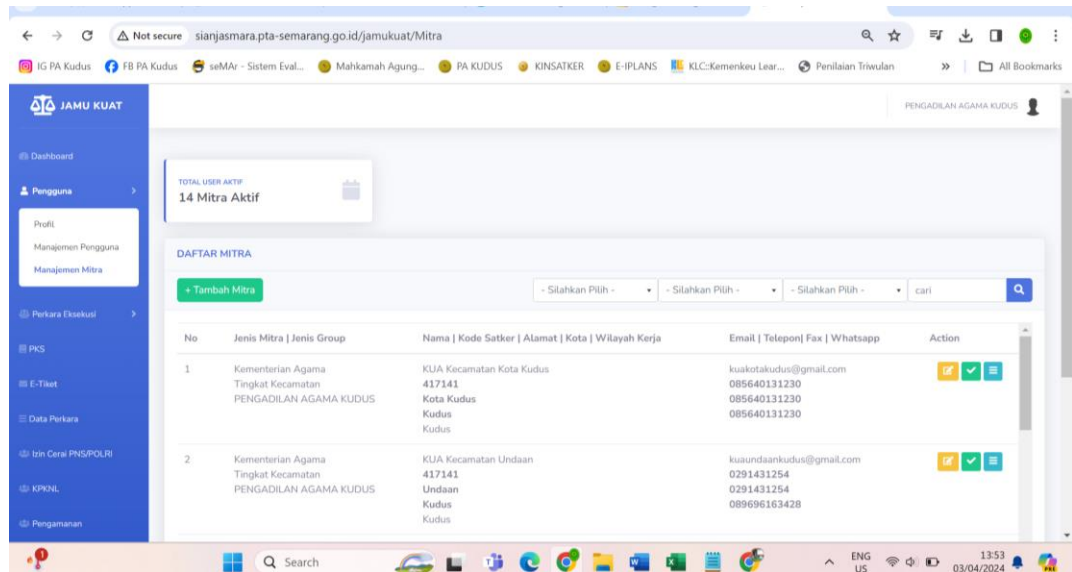 Not secure sianjasmara.pta-semarang.go.id/jamukuat/Mitra
IG PA Kudus FB PA Kudus seMAr - Sistem Eval... Mahkamah Agung... PA KUDUS KINSATKER E-IPLANS KLC::Kemenkeu Lear... Penilaian Triwulan » All Bookmarks
JAMU KUAT
PENGADILAN AGAMA KUDUS
Dashboard
Pengguna
Profil
Manajemen Pengguna
Manajemen Mitra
Perkara Eksekusi
PKS
E-Tiket
Data Perkara
Izin Cerai PNS/POLRI
KPKNL
Pengamanan
TOTAL USER AKTIF
14 Mitra Aktif
DAFTAR MITRA
+ Tambah Mitra - Silahkan Pilih - - Silahkan Pilih - - Silahkan Pilih - cari
No Jenis Mitra | Jenis Group Nama | Kode Satker | Alamat | Kota | Wilayah Kerja Email | Telepon| Fax | Whatsapp Action
1 Kementerian Agama KUA Kecamatan Kota Kudus kuakotakudus@gmail.com
Tingkat Kecamatan 417141 085640131230
PENGADILAN AGAMA KUDUS Kota Kudus 085640131230
Kudus 085640131230
Kudus
2 Kementerian Agama KUA Kecamatan Undaan kuaundaankudus@gmail.com
Tingkat Kecamatan 417141 0291431254
PENGADILAN AGAMA KUDUS Undaan 0291431254
Kudus 089696163428
Kudus
Search
ENG
US
13:53
03/04/2024